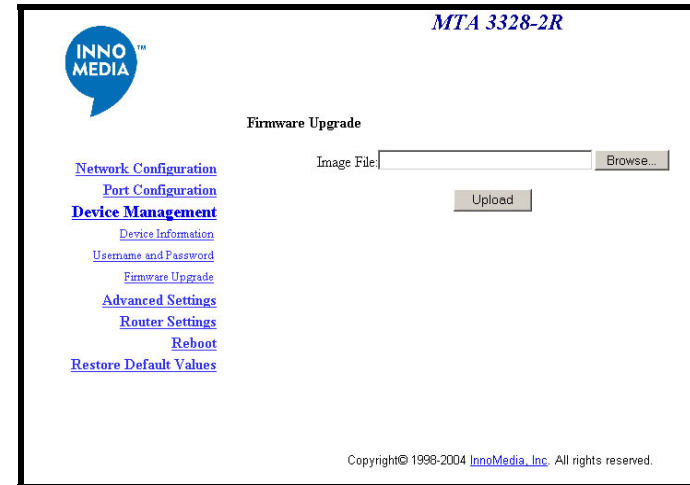 MTA 3328-2R
INNO
MEDIA
TM
Firmware Upgrade
Image File:
Browse...
Upload
Network Configuration
Port Configuration
Device Management
Device Information
Username and Password
Firmware Upgrade
Advanced Settings
Router Settings
Reboot
Restore Default Values
Copyright© 1998-2004 InnoMedia, Inc. All rights reserved.